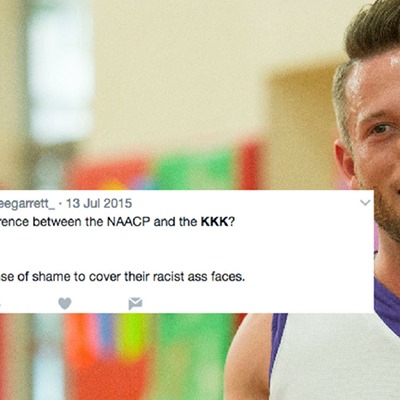 eegarrett_ · 13 Jul 2015
rence between the NAACP and the KKK?
se of shame to cover their racist ass faces.